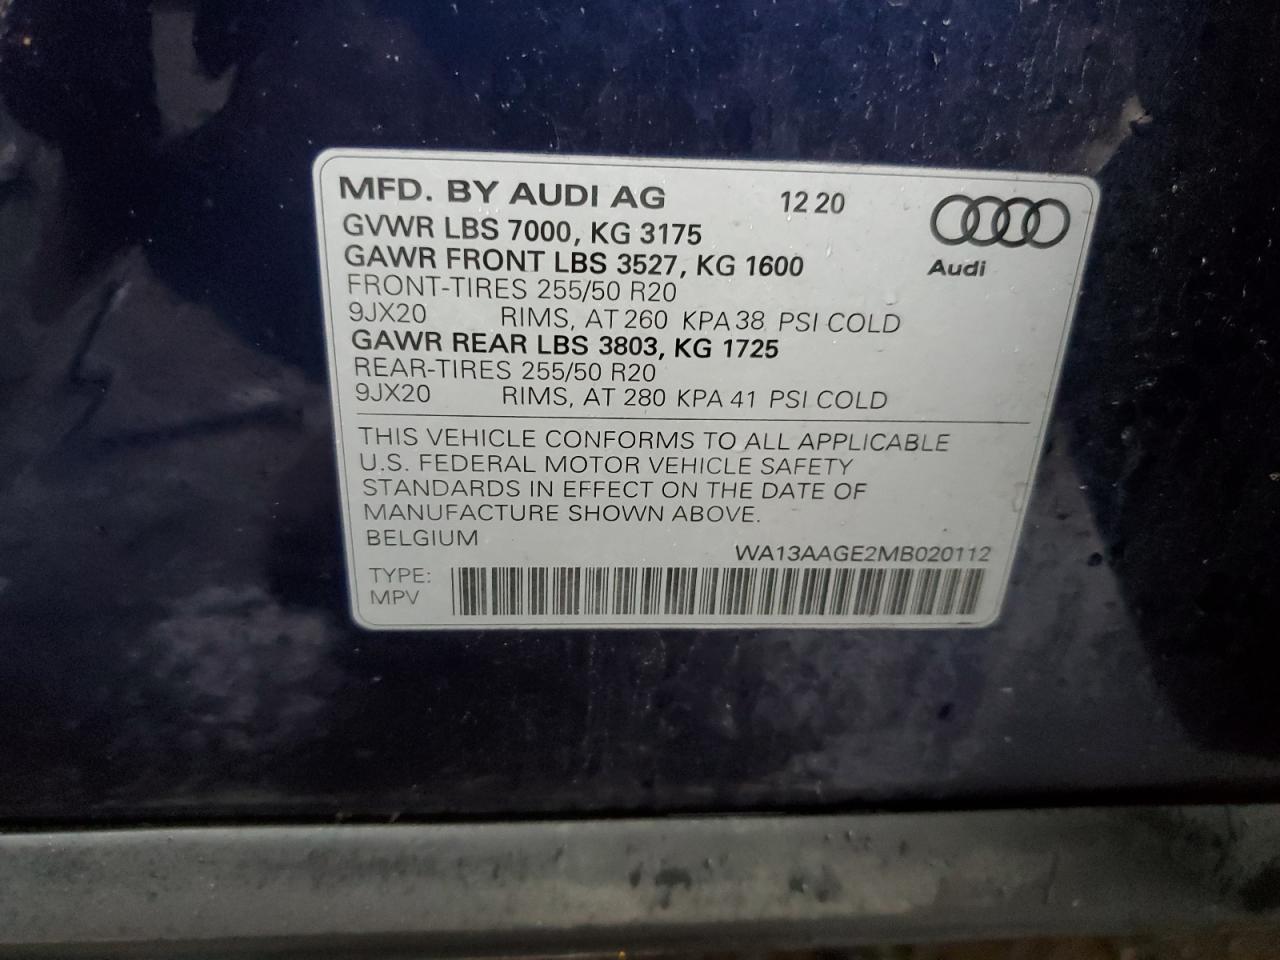 MFD. BY AUDI AG 12 20
GVWR LBS 7000, KG 3175
GAWR FRONT LBS 3527, KG 1600
Audi
FRONT-TIRES 255/50 R20
9JX20 RIMS, AT 260 KPA 38 PSI COLD
GAWR REAR LBS 3803, KG 1725
REAR-TIRES 255/50 R20
9JX20 RIMS, AT 280 KPA 41 PSI COLD
THIS VEHICLE CONFORMS TO ALL APPLICABLE
U.S. FEDERAL MOTOR VEHICLE SAFETY
STANDARDS IN EFFECT ON THE DATE OF
MANUFACTURE SHOWN ABOVE.
BELGIUM
WA13AAGE2MB020112
TYPE:
MPV